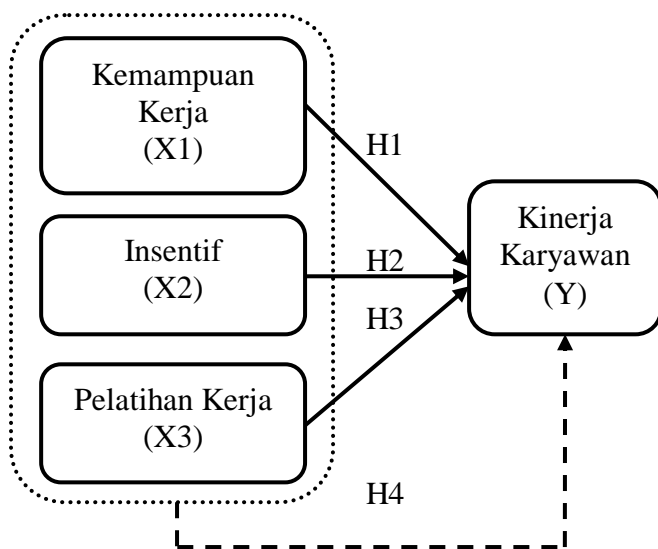 Kemampuan
Kerja
(X1)
H1
Insentif
(X2)
H2
Kinerja
Karyawan
(Y)
H3
Pelatihan Kerja
(X3)
H4